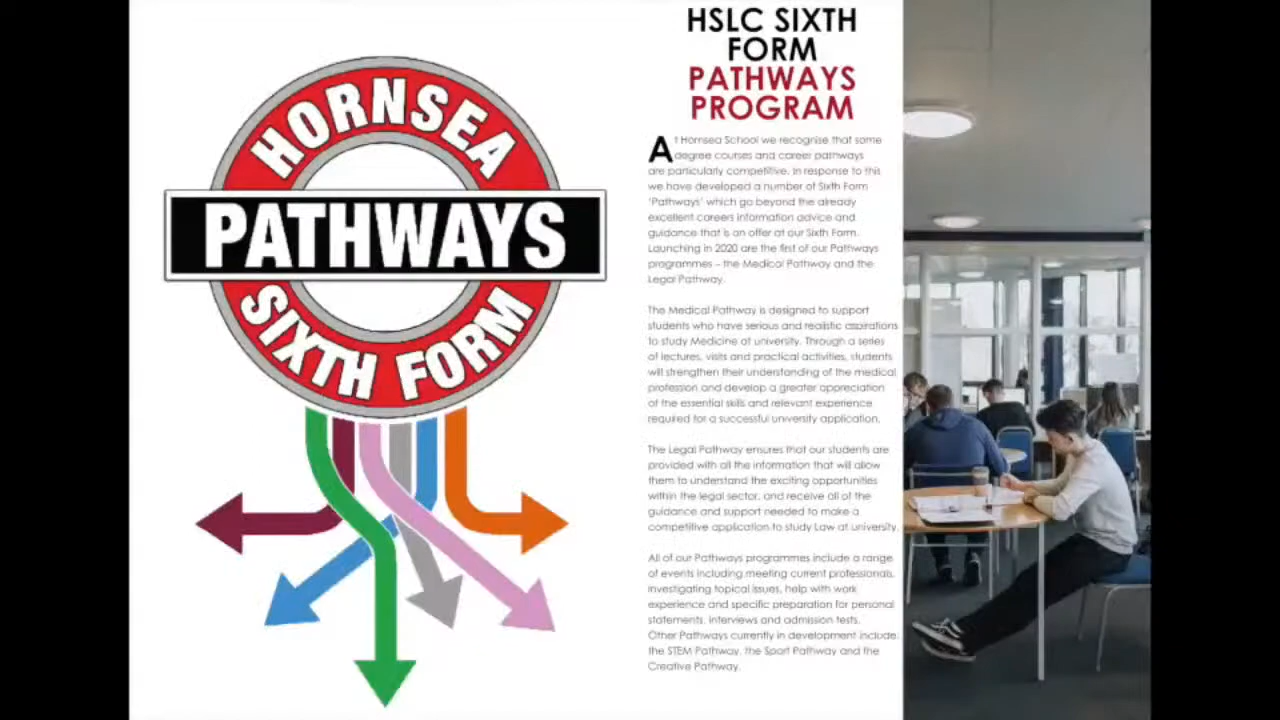 HORNSEA
PATHWAYS
SIXTH FORM
HSLC SIXTH
FORM
PATHWAYS
PROGRAM
At Hornsea School we recognise that some
degree courses and career pathways
are particularly competitive. In response to this
we have developed a number of Sixth Form
'Pathways' which go beyond the already
excellent careers information advice and
guidance that is an offer at our Sixth Form.
Launching in 2020 are the first of our Pathways
programmes – the Medical Pathway and the
Legal Pathway.
The Medical Pathway is designed to support
students who have serious and realistic aspirations
to study Medicine at university. Through a series
of lectures, visits and practical activities, students
will strengthen their understanding of the medical
profession and develop a greater appreciation
of the essential skills and relevant experience
required for a successful university application.
The Legal Pathway ensures that our students are
provided with all the information that will allow
them to understand the exciting opportunities
within the legal sector, and receive all of the
guidance and support needed to make a
competitive application to study Law at university.
All of our Pathways programmes include a range
of events including meeting current professionals,
investigating topical issues, help with work
experience and specific preparation for personal
statements, interviews and admission tests.
Other Pathways currently in development include:
the STEM Pathway, the Sport Pathway and the
Creative Pathway.